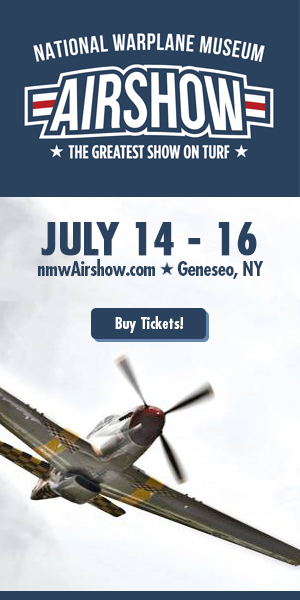 NATIONAL WARPLANE MUSEUM
AIRSHOW
★ THE GREATEST SHOW ON TURF ★
JULY 14 - 16
nmwAirshow.com ★ Geneseo, NY
Buy Tickets!